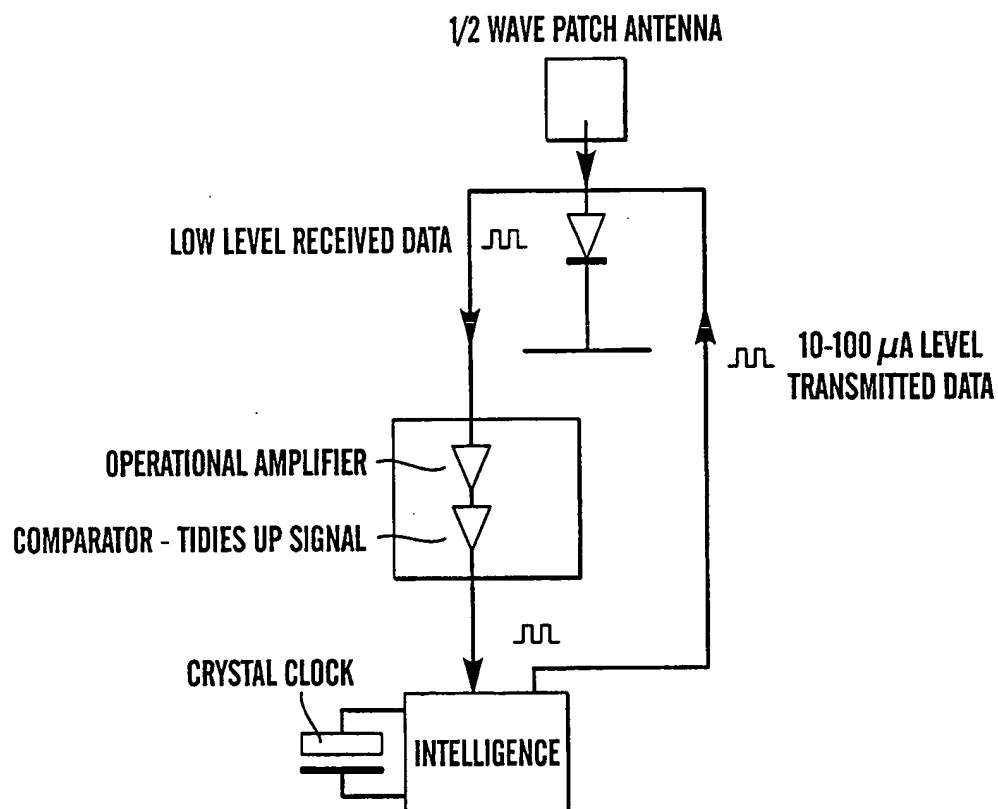 1/2 WAVE PATCH ANTENNA
LOW LEVEL RECEIVED DATA
10-100 μA LEVEL
TRANSMITTED DATA
OPERATIONAL AMPLIFIER
COMPARATOR - TIDIES UP SIGNAL
CRYSTAL CLOCK
INTELLIGENCE